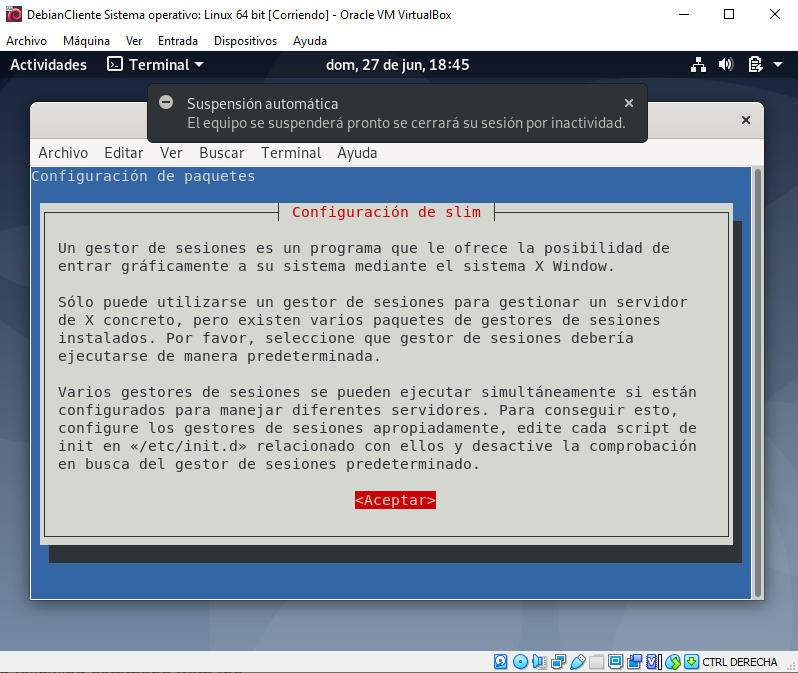 DebianCliente Sistema operativo: Linux 64 bit [Corriendo] - Oracle VM VirtualBox
Archivo Máquina Ver Entrada Dispositivos Ayuda
Actividades Terminal dom, 27 de jun, 18:45
Suspensión automática
El equipo se suspenderá pronto se cerrará su sesión por inactividad.
Archivo Editar Ver Buscar Terminal Ayuda
Configuración de paquetes
Configuración de slim
Un gestor de sesiones es un programa que le ofrece la posibilidad de
entrar gráficamente a su sistema mediante el sistema X Window.
Sólo puede utilizarse un gestor de sesiones para gestionar un servidor
de X concreto, pero existen varios paquetes de gestores de sesiones
instalados. Por favor, seleccione que gestor de sesiones debería
ejecutarse de manera predeterminada.
Varios gestores de sesiones se pueden ejecutar simultáneamente si están
configurados para manejar diferentes servidores. Para conseguir esto,
configure los gestores de sesiones apropiadamente, edite cada script de
init en «/etc/init.d» relacionado con ellos y desactive la comprobación
en busca del gestor de sesiones predeterminado.
<Aceptar>
CTRL DERECHA